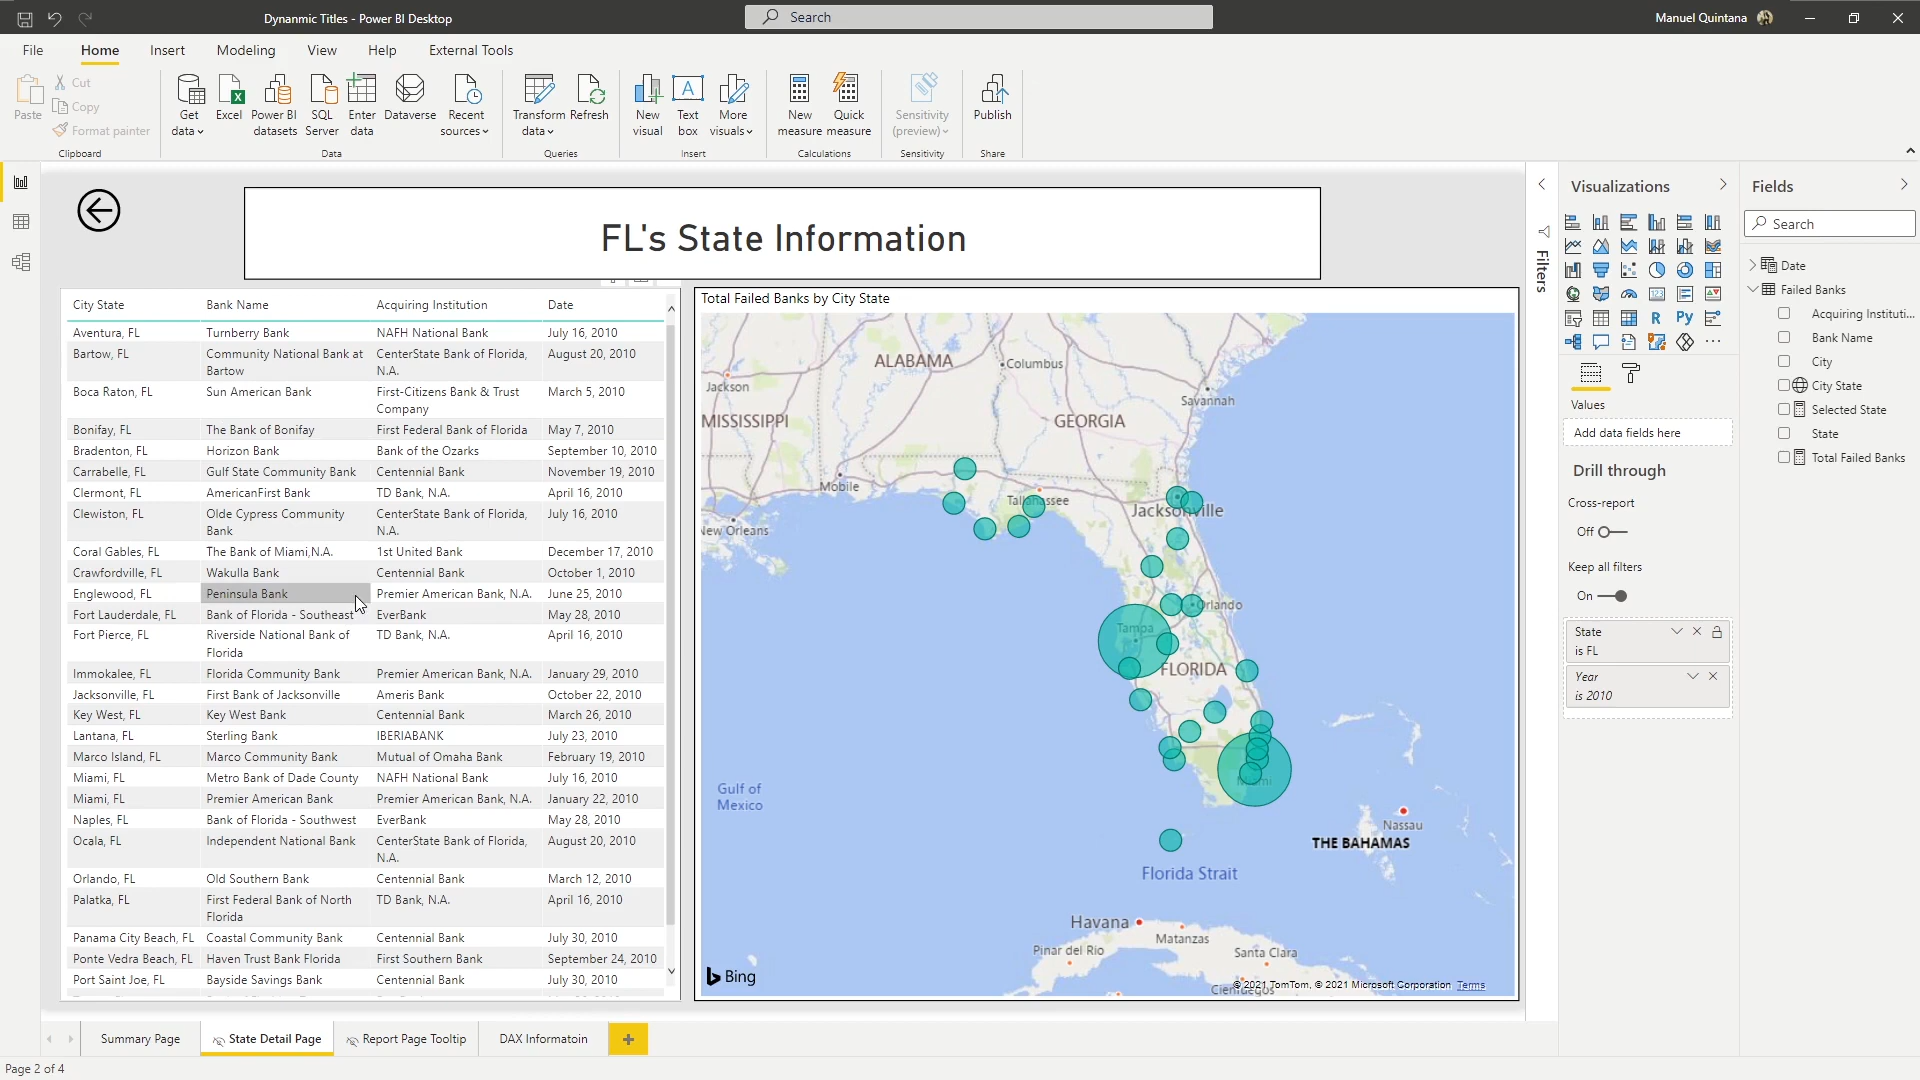 Dynanmic Titles - Power BI Desktop
Search
Manuel Quintana
File Home Insert Modeling View Help External Tools
Paste
Cut
Copy
Format painter
Clipboard
Get data
Excel
Power BI datasets
SQL Server
Enter data
Dataverse
Recent sources
Data
Transform data
Refresh
Queries
New visual
Text box
More visuals
Insert
New measure
Quick measure
Calculations
Sensitivity (preview)
Sensitivity
Publish
Share
FL's State Information
City State Bank Name Acquiring Institution Date
Aventura, FL Turnberry Bank NAFH National Bank July 16, 2010
Bartow, FL Community National Bank at Bartow CenterState Bank of Florida, N.A. August 20, 2010
Boca Raton, FL Sun American Bank First-Citizens Bank & Trust Company March 5, 2010
Bonifay, FL The Bank of Bonifay First Federal Bank of Florida May 7, 2010
Bradenton, FL Horizon Bank Bank of the Ozarks September 10, 2010
Carrabelle, FL Gulf State Community Bank Centennial Bank November 19, 2010
Clermont, FL AmericanFirst Bank TD Bank, N.A. April 16, 2010
Clewiston, FL Olde Cypress Community Bank CenterState Bank of Florida, N.A. July 16, 2010
Coral Gables, FL The Bank of Miami,N.A. 1st United Bank December 17, 2010
Crawfordville, FL Wakulla Bank Centennial Bank October 1, 2010
Englewood, FL Peninsula Bank Premier American Bank, N.A. June 25, 2010
Fort Lauderdale, FL Bank of Florida - Southeast EverBank May 28, 2010
Fort Pierce, FL Riverside National Bank of Florida TD Bank, N.A. April 16, 2010
Immokalee, FL Florida Community Bank Premier American Bank, N.A. January 29, 2010
Jacksonville, FL First Bank of Jacksonville Ameris Bank October 22, 2010
Key West, FL Key West Bank Centennial Bank March 26, 2010
Lantana, FL Sterling Bank IBERIABANK July 23, 2010
Marco Island, FL Marco Community Bank Mutual of Omaha Bank February 19, 2010
Miami, FL Metro Bank of Dade County NAFH National Bank July 16, 2010
Miami, FL Premier American Bank Premier American Bank, N.A. January 22, 2010
Naples, FL Bank of Florida - Southwest EverBank May 28, 2010
Ocala, FL Independent National Bank CenterState Bank of Florida, N.A. August 20, 2010
Orlando, FL Old Southern Bank Centennial Bank March 12, 2010
Palatka, FL First Federal Bank of North Florida TD Bank, N.A. April 16, 2010
Panama City Beach, FL Coastal Community Bank Centennial Bank July 30, 2010
Ponte Vedra Beach, FL Haven Trust Bank Florida First Southern Bank September 24, 2010
Port Saint Joe, FL Bayside Savings Bank Centennial Bank July 30, 2010
Total Failed Banks by City State
ALABAMA
Columbus
Jackson
Savannah
MISSISSIPPI
GEORGIA
Mobile
Tallahassee
Jacksonville
New Orleans
Orlando
Tampa
FLORIDA
Gulf of
Mexico
Miami
Nassau
THE BAHAMAS
Florida Strait
Havana
Matanzas
Pinar del Rio
Santa Clara
Cienfuegos
Bing
© 2021 TomTom, © 2021 Microsoft Corporation Terms
Filters
Visualizations
R
Py
Values
Add data fields here
Drill through
Cross-report
Off
Keep all filters
On
State
is FL
Year
is 2010
Fields
Search
Date
Failed Banks
Acquiring Instituti...
Bank Name
City
City State
Selected State
State
Total Failed Banks
Summary Page
State Detail Page
Report Page Tooltip
DAX Informatoin
Page 2 of 4